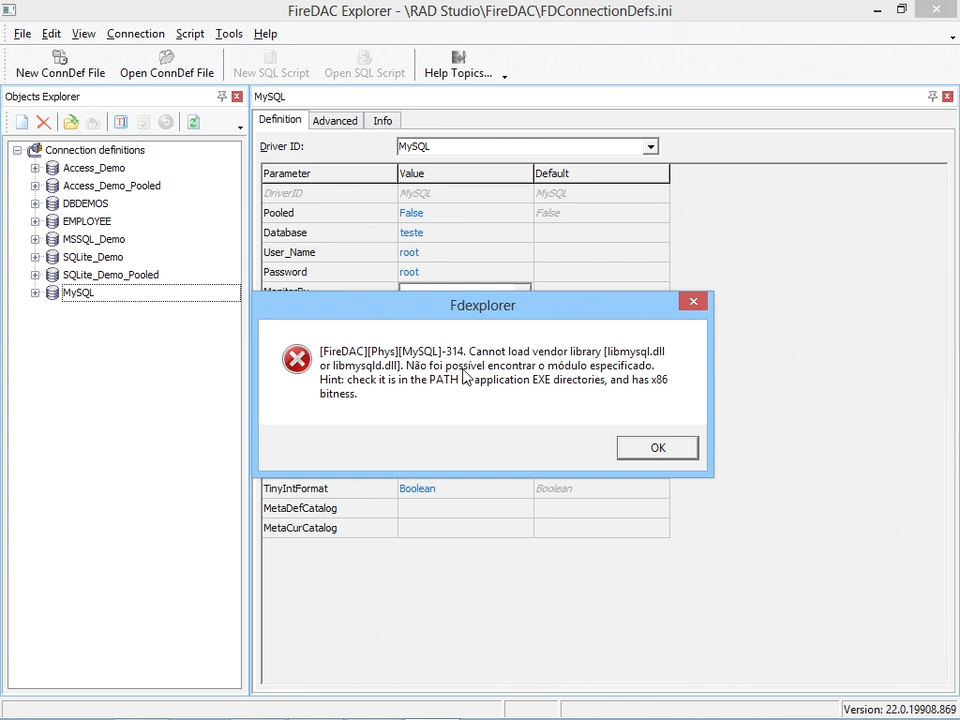 FireDAC Explorer - \RAD Studio\FireDAC\FDConnectionDefs.ini
File Edit View Connection Script Tools Help
New ConnDef File Open ConnDef File New SQL Script Open SQL Script Help Topics...
Objects Explorer
MySQL
Connection definitions
Access_Demo
Access_Demo_Pooled
DBDEMOS
EMPLOYEE
MSSQL_Demo
SQLite_Demo
SQLite_Demo_Pooled
MySQL
Definition Advanced Info
Driver ID: MySQL
Parameter Value Default
DriverID MySQL MySQL
Pooled False False
Database teste
User_Name root
Password root
MonitorBy
Fdexplorer
[FireDAC][Phys][MySQL]-314. Cannot load vendor library [libmysql.dll
or libmysqld.dll]. Não foi possível encontrar o módulo especificado.
Hint: check it is in the PATH application EXE directories, and has x86
bitness.
OK
TinyIntFormat Boolean Boolean
MetaDefCatalog
MetaCurCatalog
Version: 22.0.19908.869